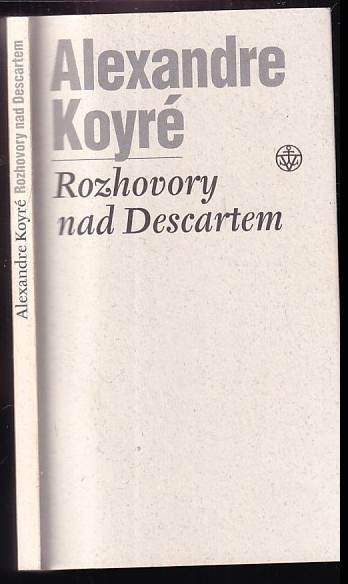 Alexandre
Koyré
Rozhovory
nad Descartem
Alexandre Koyré Rozhovory nad Descartem